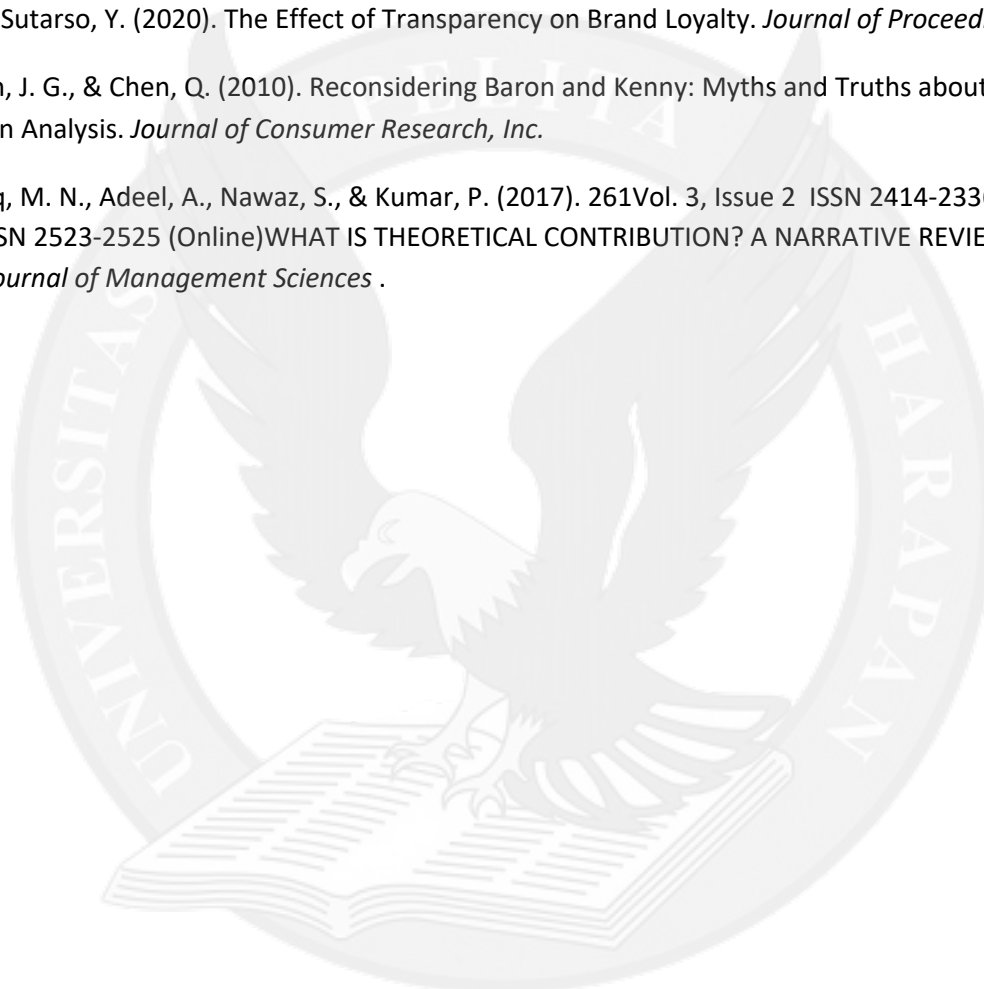 Sutarso, Y. (2020). The Effect of Transparency on Brand Loyalty. Journal of Proceed
, J. G., & Chen, Q. (2010). Reconsidering Baron and Kenny: Myths and Truths about
n Analysis. Journal of Consumer Research, Inc.
, M. N., Adeel, A., Nawaz, S., & Kumar, P. (2017). 261Vol. 3, Issue 2 ISSN 2414-233
SN 2523-2525 (Online)WHAT IS THEORETICAL CONTRIBUTION? A NARRATIVE REVIE
ournal of Management Sciences .
UNIVERSITAS PELITA HARAPAN